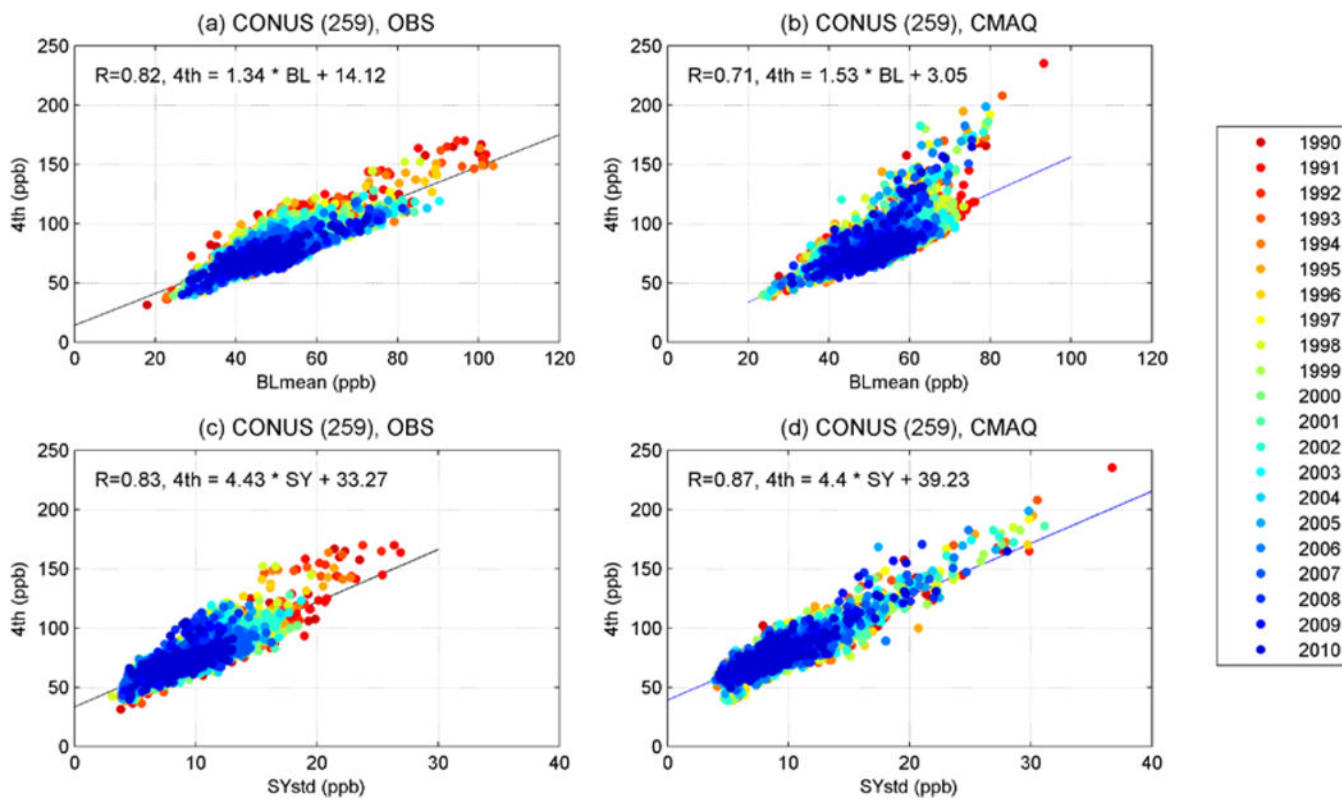 (a) CONUS (259), OBS
250
200
150
100
50
0
R=0.82, 4th = 1.34 * BL + 14.12
4th (ppb)
0 20 40 60 80 100 120
BLmean (ppb)
(b) CONUS (259), CMAQ
250
200
150
100
50
0
R=0.71, 4th = 1.53 * BL + 3.05
4th (ppb)
0 20 40 60 80 100 120
BLmean (ppb)
(c) CONUS (259), OBS
250
200
150
100
50
0
R=0.83, 4th = 4.43 * SY + 33.27
4th (ppb)
0 10 20 30 40
SYstd (ppb)
(d) CONUS (259), CMAQ
250
200
150
100
50
0
R=0.87, 4th = 4.4 * SY + 39.23
4th (ppb)
0 10 20 30 40
SYstd (ppb)
1990
1991
1992
1993
1994
1995
1996
1997
1998
1999
2000
2001
2002
2003
2004
2005
2006
2007
2008
2009
2010